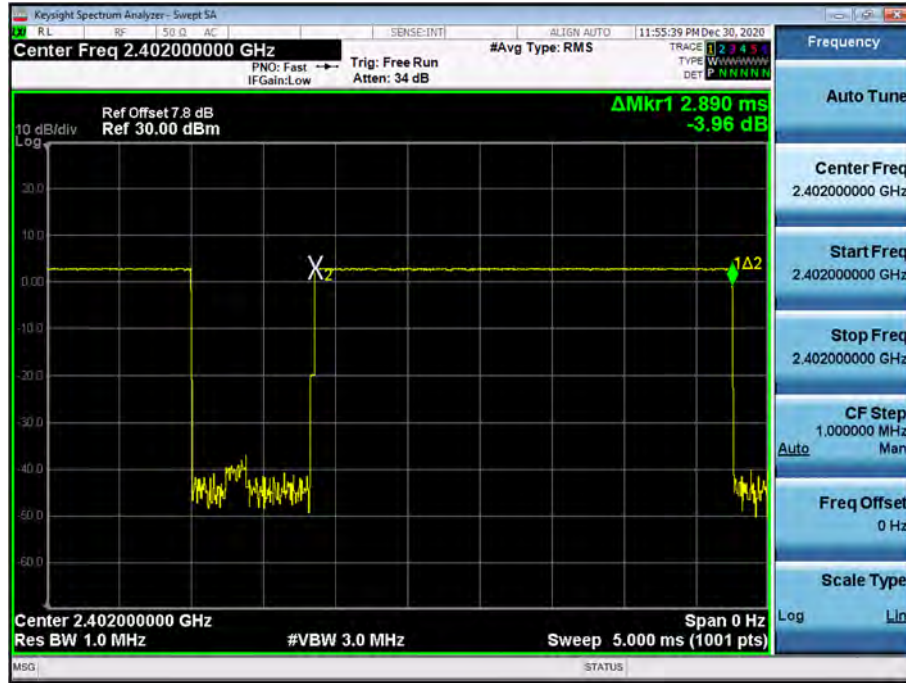 Keysight Spectrum Analyzer - Swept SA
RL RF 50 Ω AC SENSE:INT ALIGN AUTO 11:55:39 PM Dec 30, 2020
Center Freq 2.402000000 GHz
PNO: Fast
IFGain:Low
Trig: Free Run
Atten: 34 dB
#Avg Type: RMS
TRACE 1 2 3 4 5 6
TYPE W
DET P N N N N N
Frequency
Ref Offset 7.8 dB
Ref 30.00 dBm
10 dB/div
Log
ΔMkr1 2.890 ms
-3.96 dB
20.0
10.0
0.00
-10.0
-20.0
-30.0
-40.0
-50.0
-60.0
X2
1Δ2
Center 2.402000000 GHz
Span 0 Hz
Res BW 1.0 MHz
#VBW 3.0 MHz
Sweep 5.000 ms (1001 pts)
MSG
STATUS
Auto Tune
Center Freq
2.402000000 GHz
Start Freq
2.402000000 GHz
Stop Freq
2.402000000 GHz
CF Step
1.000000 MHz
Auto Man
Freq Offset
0 Hz
Scale Type
Log Lin